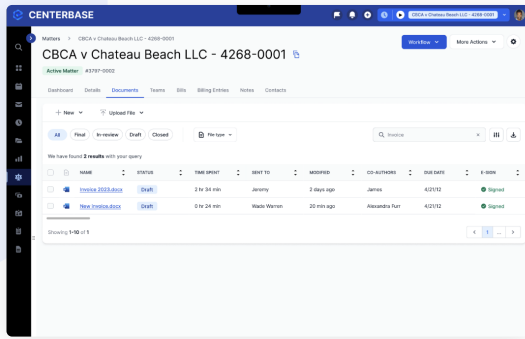 CENTERBASE
CBCA v Chateau Beach LLC - 4268-0001
Matters > CBCA v Chateau Beach LLC - 4268-0001
Workflow
More Actions
CBCA v Chateau Beach LLC - 4268-0001
Active Matter #3797-0002
Dashboard Details Documents Teams Bills Billing Entries Notes Contacts
+ New Upload File
All Final In-review Draft Closed File type Invoice ×
We have found 2 results with your query
NAME STATUS TIME SPENT SENT TO MODIFIED CO-AUTHORS DUE DATE E-SIGN
Invoice 2023.docx Draft 2 hr 34 min Jeremy 2 days ago James 4/21/12 Signed
New Invoice.docx Draft 0 hr 24 min Wade Warren 20 min ago Alexandra Furr 4/21/12 Signed
Showing 1-10 of 1 < 1 ... >